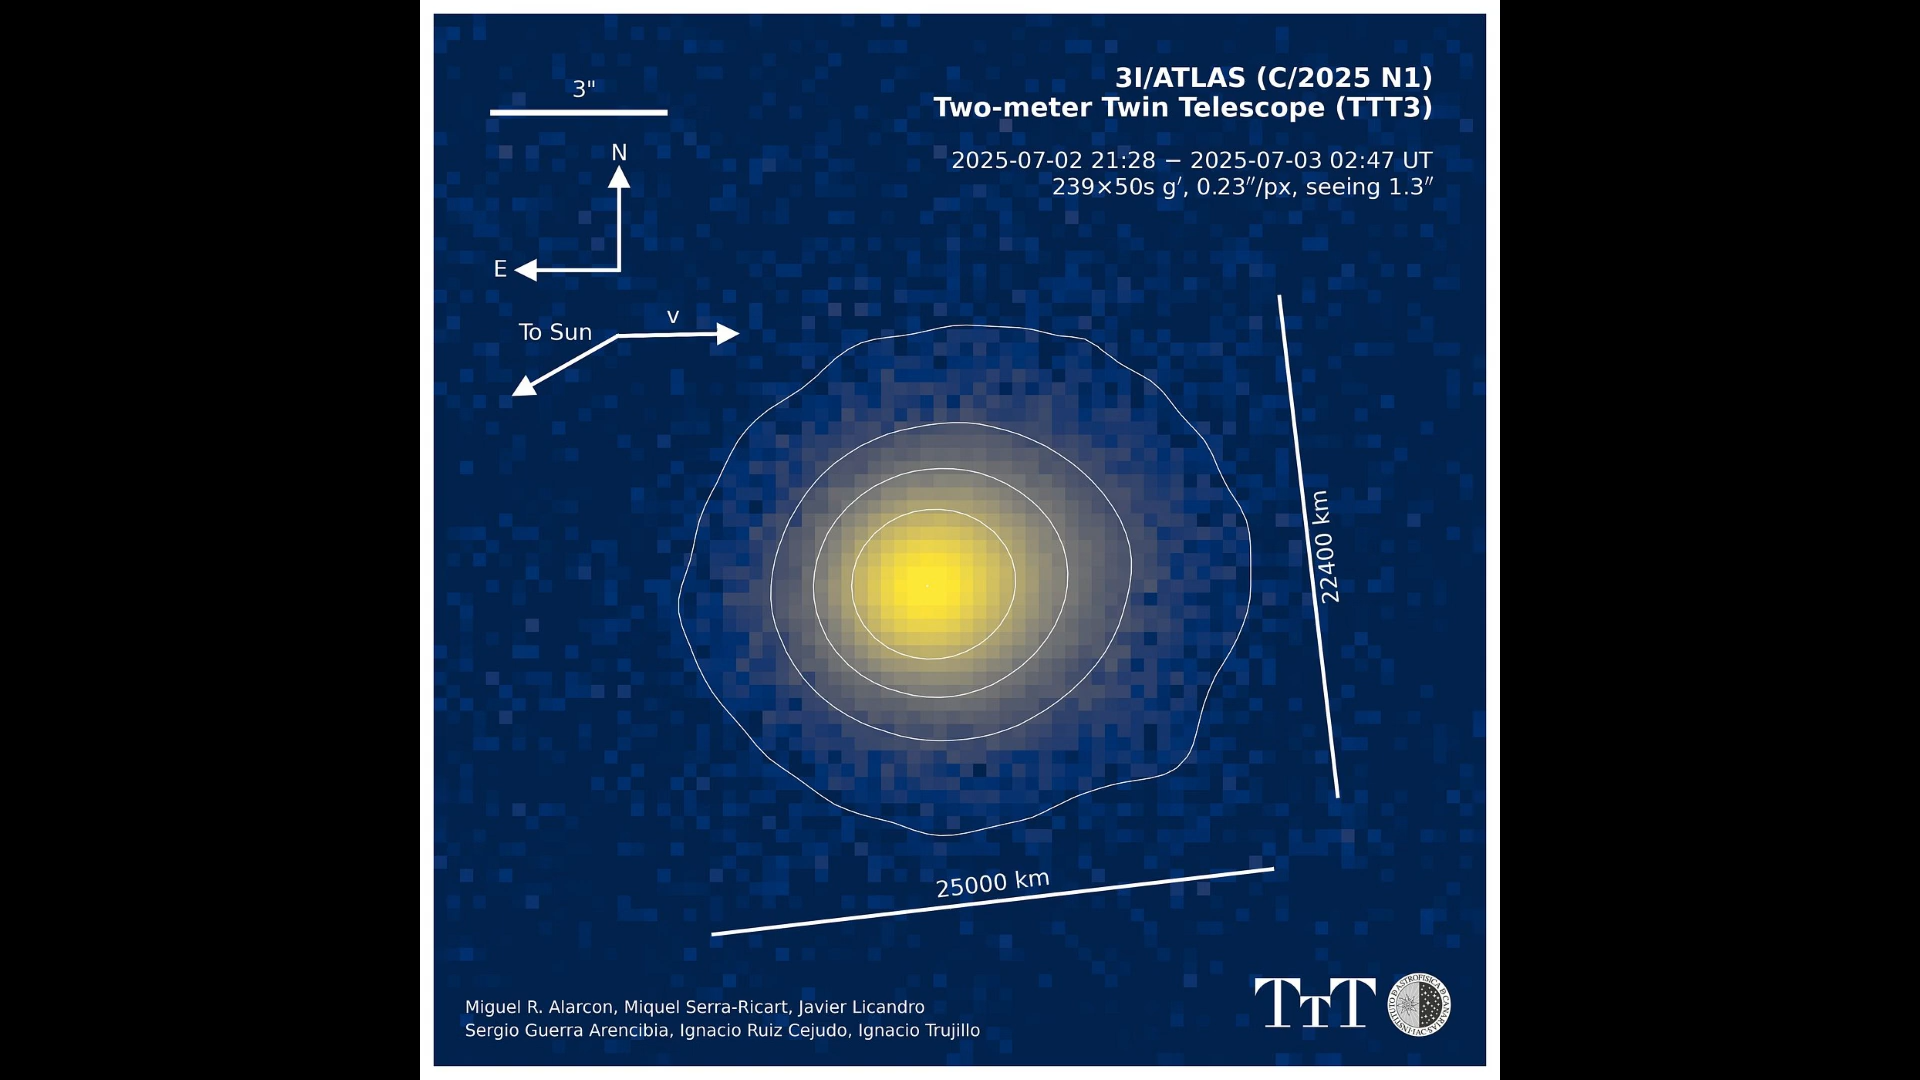 3"
3I/ATLAS (C/2025 N1)
Two-meter Twin Telescope (TTT3)
2025-07-02 21:28 − 2025-07-03 02:47 UT
239×50s g′, 0.23″/px, seeing 1.3″
N
E
To Sun
v
22400 km
25000 km
Miguel R. Alarcon, Miquel Serra-Ricart, Javier Licandro
Sergio Guerra Arencibia, Ignacio Ruiz Cejudo, Ignacio Trujillo
TTT